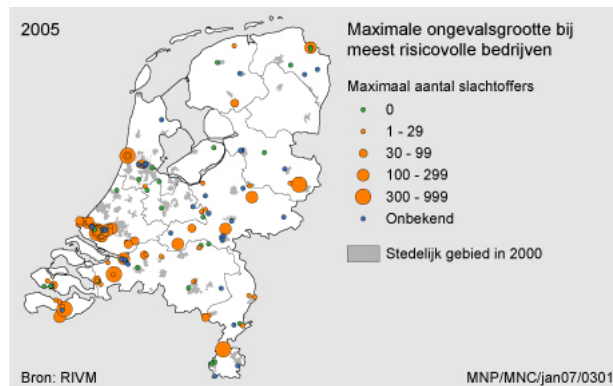 2005
Maximale ongevalsgrootte bij
meest risicovolle bedrijven
Maximaal aantal slachtoffers
0
1 - 29
30 - 99
100 - 299
300 - 999
Onbekend
Stedelijk gebied in 2000
Bron: RIVM
MNP/MNC/jan07/0301